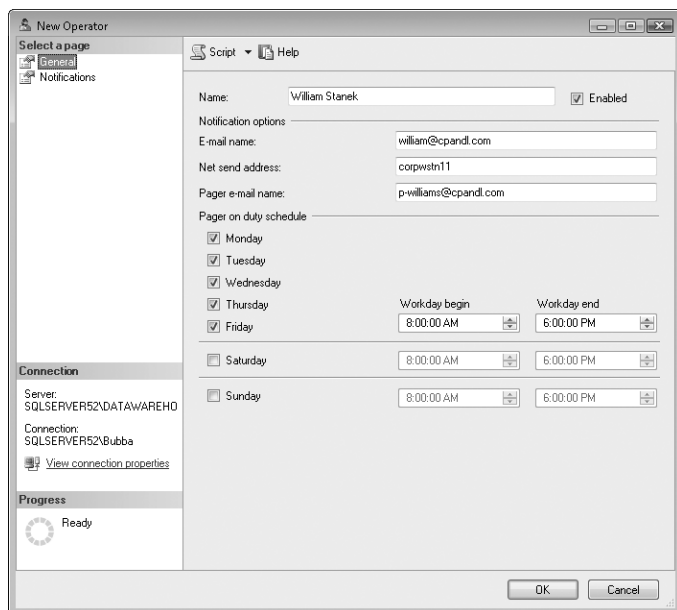 New Operator
Select a page
General
Notifications
Script
Help
Name:
William Stanek
Enabled
Notification options
E-mail name:
william@cpandl.com
Net send address:
corpwstn11
Pager e-mail name:
p-williams@cpandl.com
Pager on duty schedule
Monday
Tuesday
Wednesday
Thursday
Workday begin
Workday end
Friday
8:00:00 AM
6:00:00 PM
Saturday
8:00:00 AM
6:00:00 PM
Sunday
8:00:00 AM
6:00:00 PM
Connection
Server:
SQLSERVER52\DATAWAREHO
Connection:
SQLSERVER52\Bubba
View connection properties
Progress
Ready
OK
Cancel